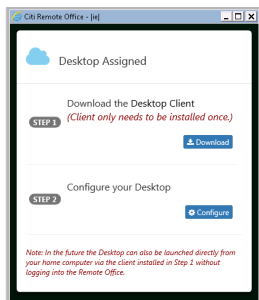 Citi Remote Office - |ie|
Desktop Assigned
Download the Desktop Client
STEP 1
(Client only needs to be installed once.)
Download
Configure your Desktop
STEP 2
Configure
Note: In the future the Desktop can also be launched directly from
your home computer via the client installed in Step 1 without
logging into the Remote Office.